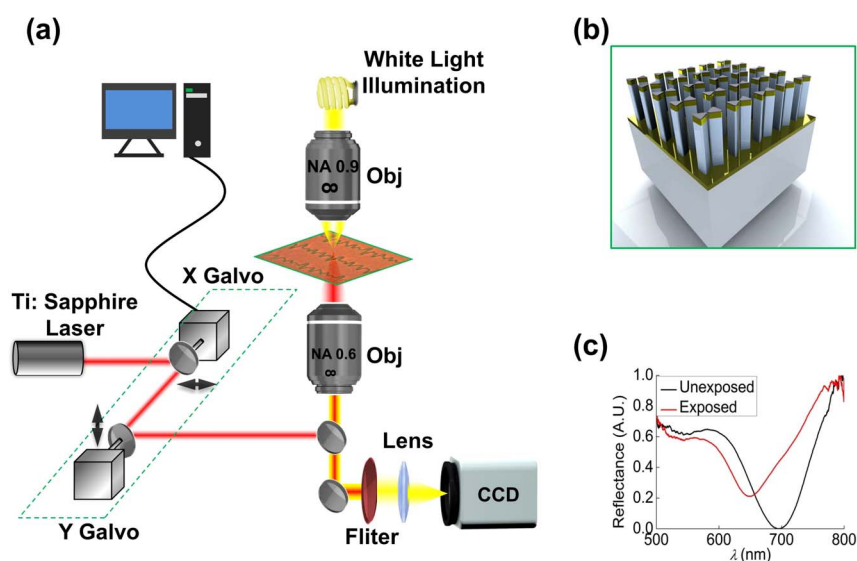 (a)
White Light
Illumination
NA 0.9
∞
Obj
X Galvo
Ti: Sapphire
Laser
NA 0.6
∞
Obj
Lens
CCD
Fliter
Y Galvo
(b)
(c)
Unexposed
Exposed
Reflectance (A.U.)
1.0
0.8
0.6
0.4
0.2
0.0
500 600 700 800
λ (nm)